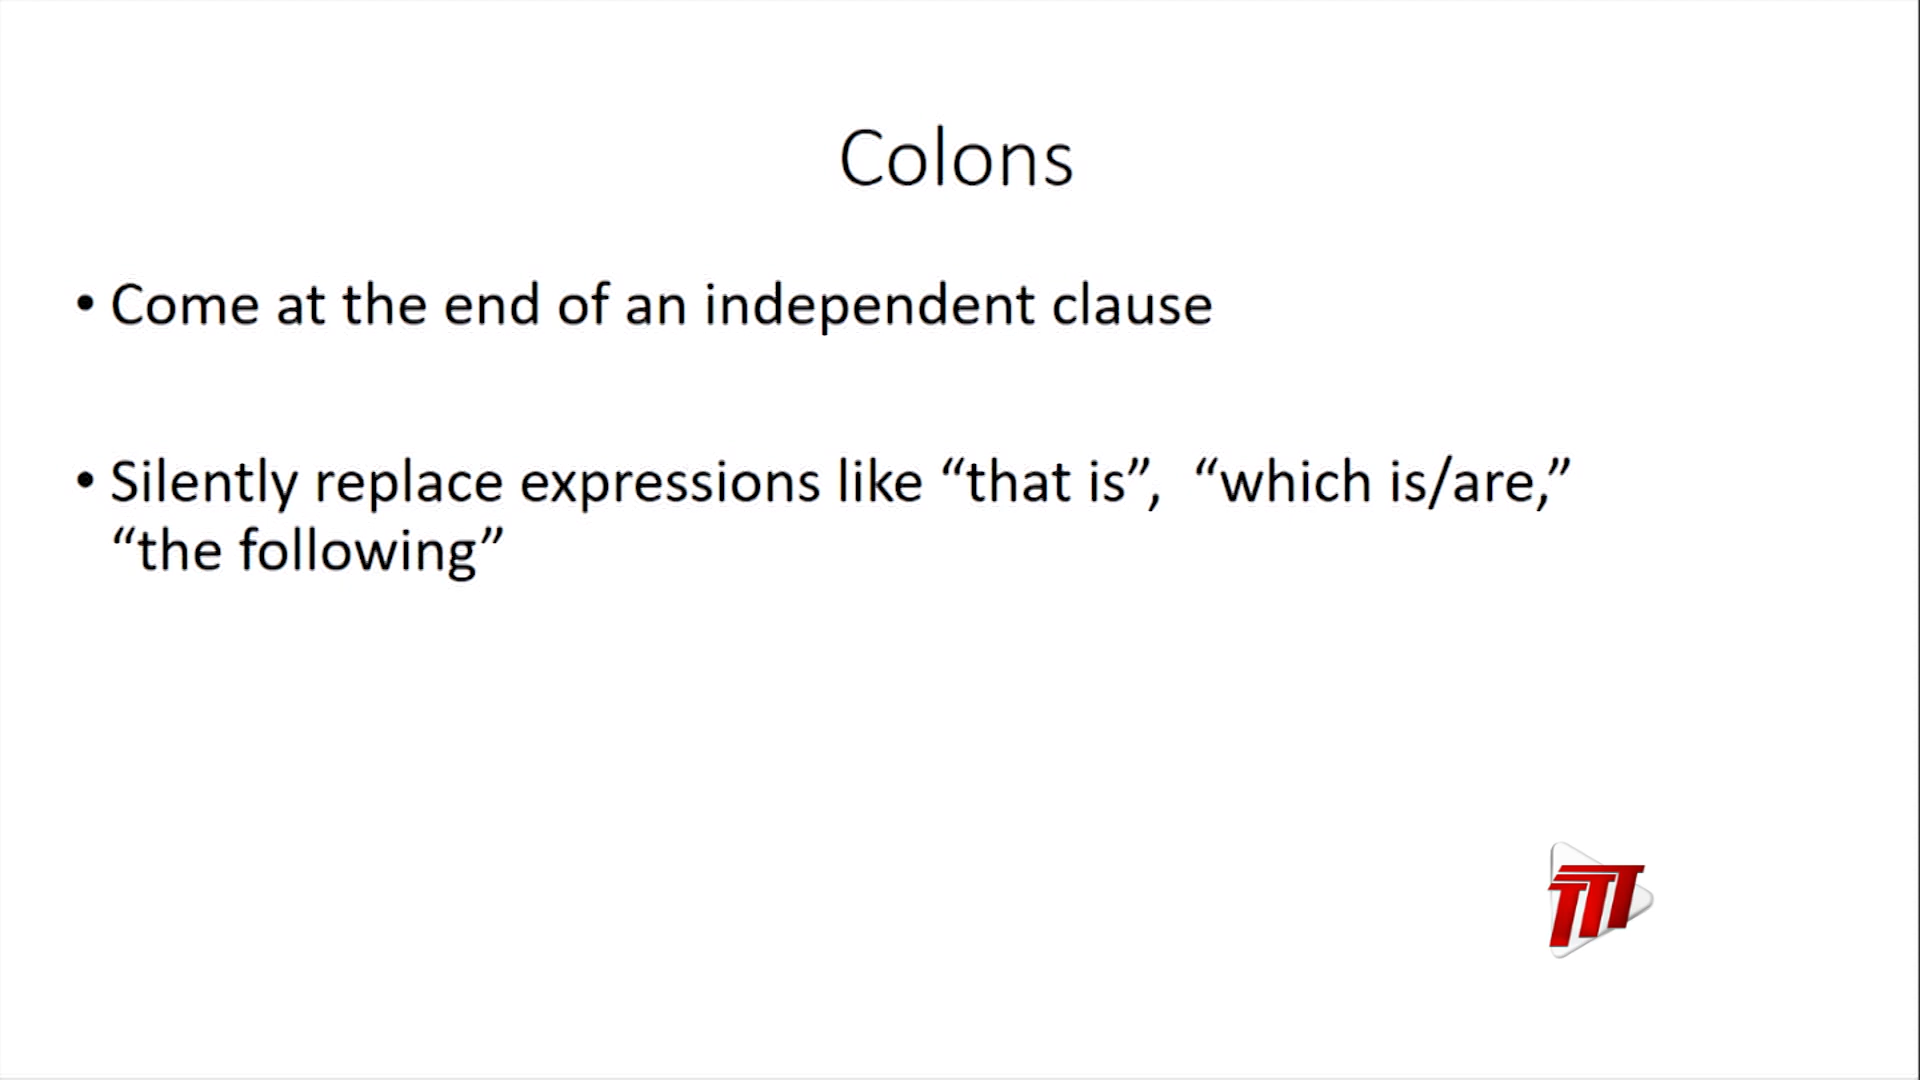 Colons
• Come at the end of an independent clause
• Silently replace expressions like “that is”,  “which is/are,”
“the following”
TTT